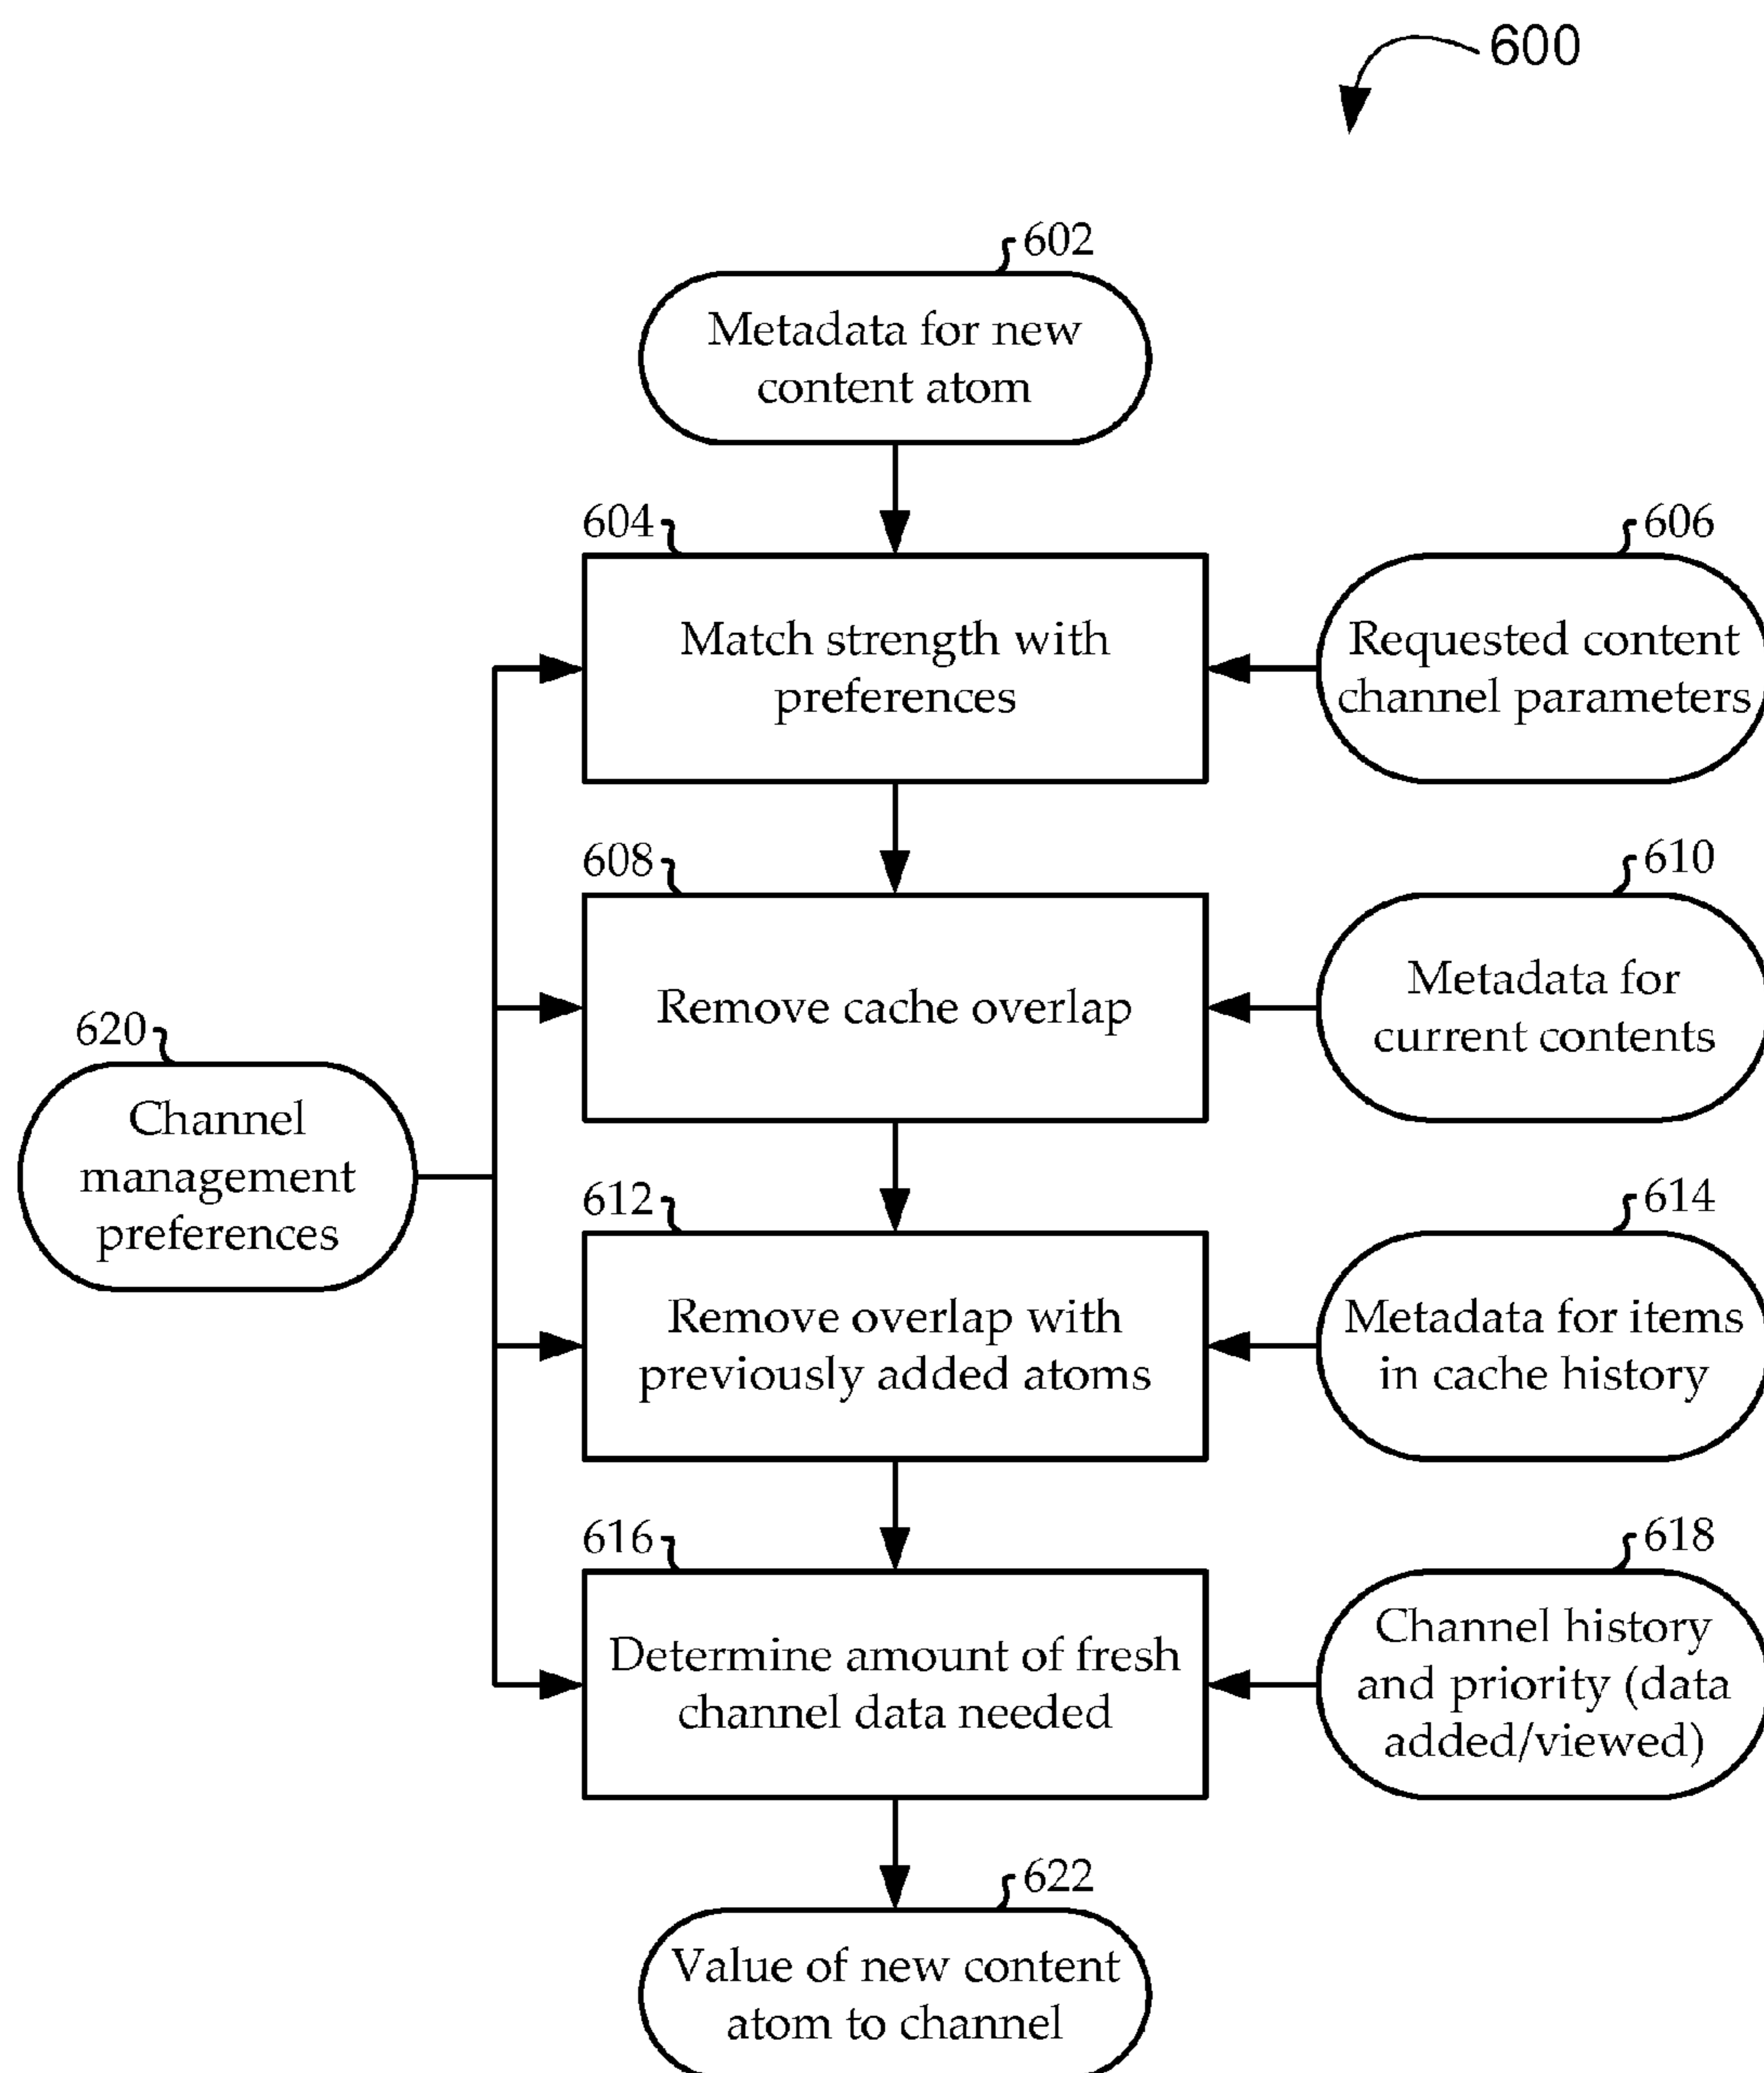 600
602
Metadata for new
content atom
604
Match strength with
preferences
606
Requested content
channel parameters
608
Remove cache overlap
610
Metadata for
current contents
620
Channel
management
preferences
612
Remove overlap with
previously added atoms
614
Metadata for items
in cache history
616
Determine amount of fresh
channel data needed
618
Channel history
and priority (data
added/viewed)
622
Value of new content
atom to channel